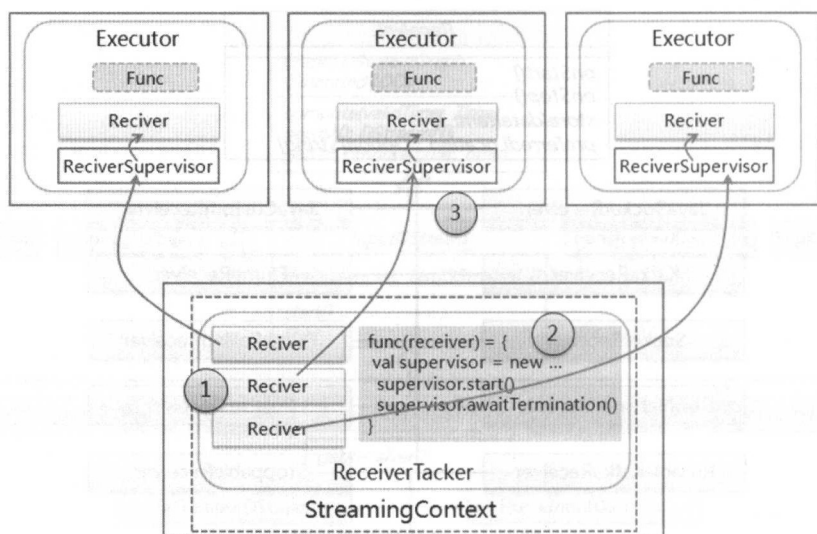 Executor
Func
Reciver
ReciverSupervisor
Executor
Func
Reciver
ReciverSupervisor
3
Executor
Func
Reciver
ReciverSupervisor
1
Reciver
Reciver
Reciver
2
func(receiver) = {
val supervisor = new ...
supervisor.start()
supervisor.awaitTermination()
}
ReceiverTacker
StreamingContext